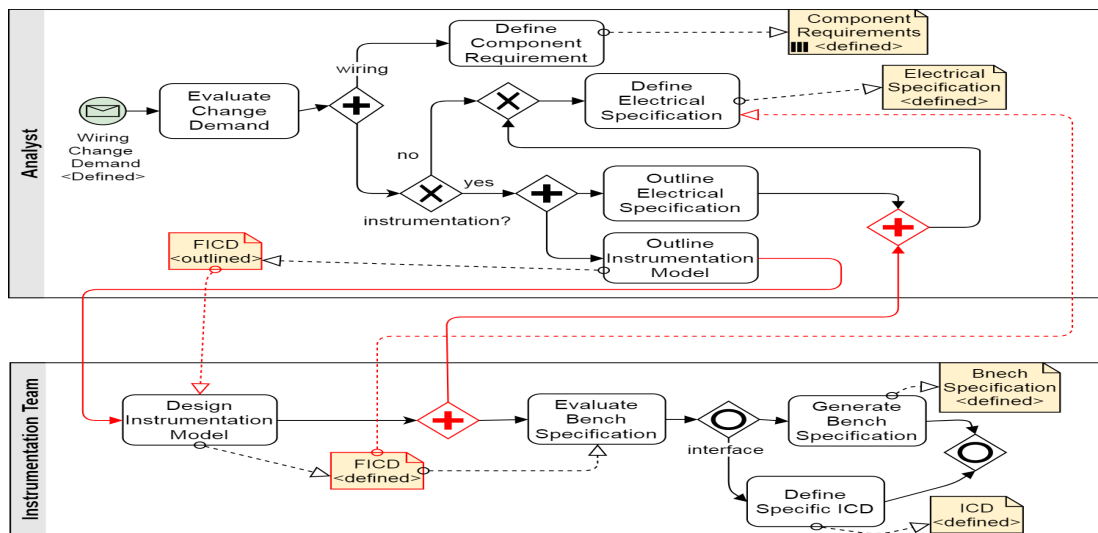 Analyst
Wiring
Change
Demand
<Defined>
Evaluate
Change
Demand
wiring
Define
Component
Requirement
Component
Requirements
<defined>
Define
Electrical
Specification
Electrical
Specification
<defined>
no
yes
instrumentation?
Outline
Electrical
Specification
Outline
Instrumentation
Model
FICD
<outlined>
Instrumentation Team
Design
Instrumentation
Model
FICD
<defined>
Evaluate
Bench
Specification
interface
Generate
Bench
Specification
Bnech
Specification
<defined>
Define
Specific ICD
ICD
<defined>